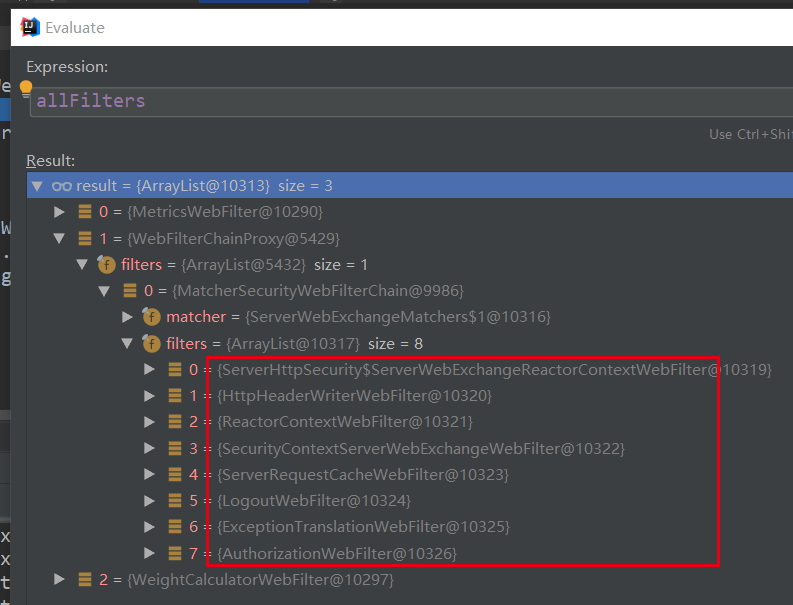 Evaluate
Expression:
allFilters
Use Ctrl+Shi
Result:
result = {ArrayList@10313} size = 3
0 = {MetricsWebFilter@10290}
1 = {WebFilterChainProxy@5429}
filters = {ArrayList@5432} size = 1
0 = {MatcherSecurityWebFilterChain@9986}
matcher = {ServerWebExchangeMatchers$1@10316}
filters = {ArrayList@10317} size = 8
0 = {ServerHttpSecurity$ServerWebExchangeReactorContextWebFilter@10319}
1 = {HttpHeaderWriterWebFilter@10320}
2 = {ReactorContextWebFilter@10321}
3 = {SecurityContextServerWebExchangeWebFilter@10322}
4 = {ServerRequestCacheWebFilter@10323}
5 = {LogoutWebFilter@10324}
6 = {ExceptionTranslationWebFilter@10325}
7 = {AuthorizationWebFilter@10326}
2 = {WeightCalculatorWebFilter@10297}